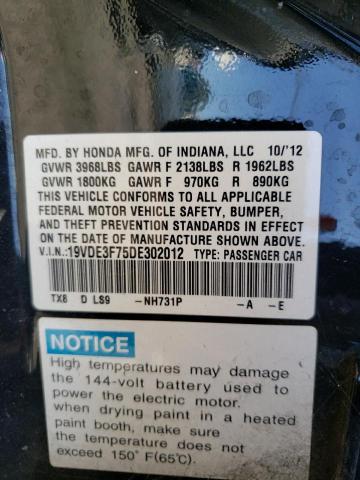 MFD. BY HONDA MFG. OF INDIANA, LLC 10/'12
GVWR 3968LBS GAWR F 2138LBS R 1962LBS
GVWR 1800KG GAWR F 970KG R 890KG
THIS VEHICLE CONFORMS TO ALL APPLICABLE
FEDERAL MOTOR VEHICLE SAFETY, BUMPER,
AND THEFT PREVENTION STANDARDS IN EFFECT
ON THE DATE OF MANUFACTURE SHOWN ABOVE.
V.I.N.:19VDE3F75DE302012 TYPE: PASSENGER CAR
TX8 D LS9 -NH731P -A -E
NOTICE
High temperatures may damage
the 144-volt battery used to
power the electric motor.
when drying paint in a heated
paint booth, make sure
the temperature does not
exceed 150° F(65℃).